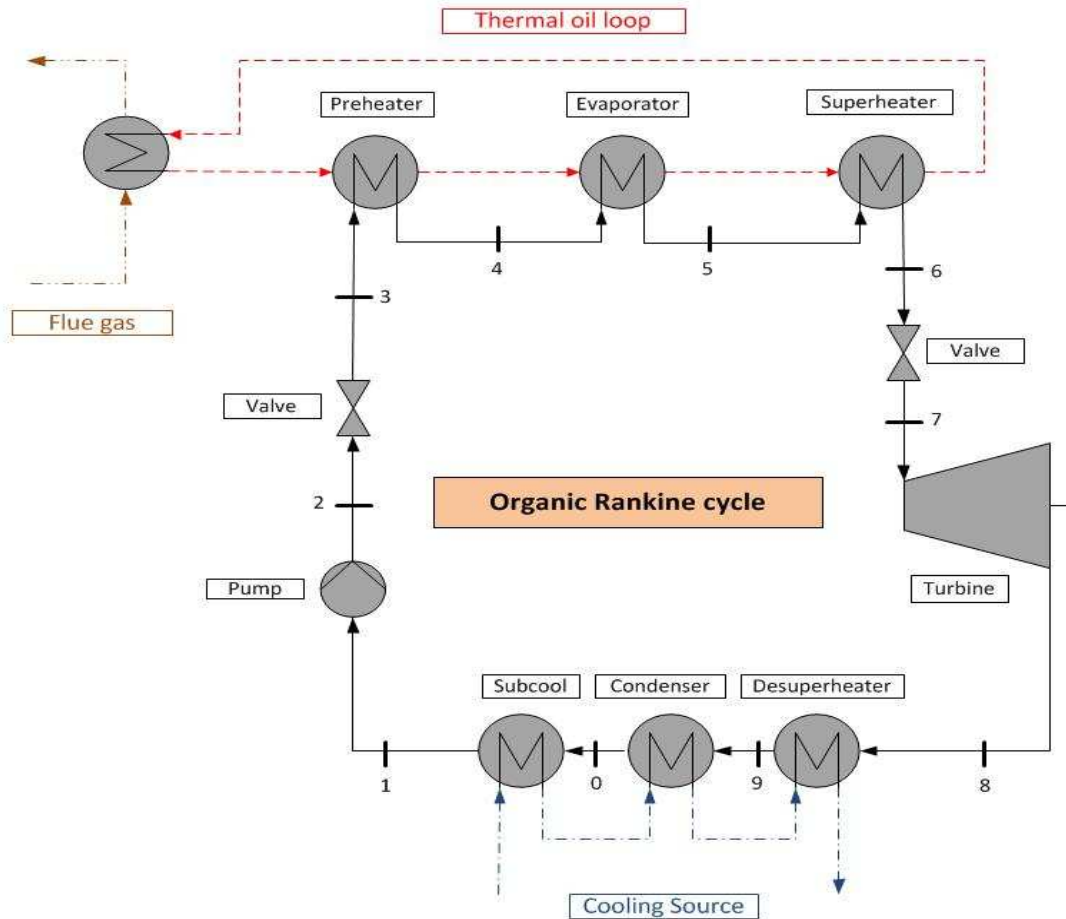 Thermal oil loop
Preheater
Evaporator
Superheater
4
5
6
3
Flue gas
Valve
Valve
7
2
Organic Rankine cycle
Pump
Turbine
Subcool
Condenser
Desuperheater
1
0
9
8
Cooling Source